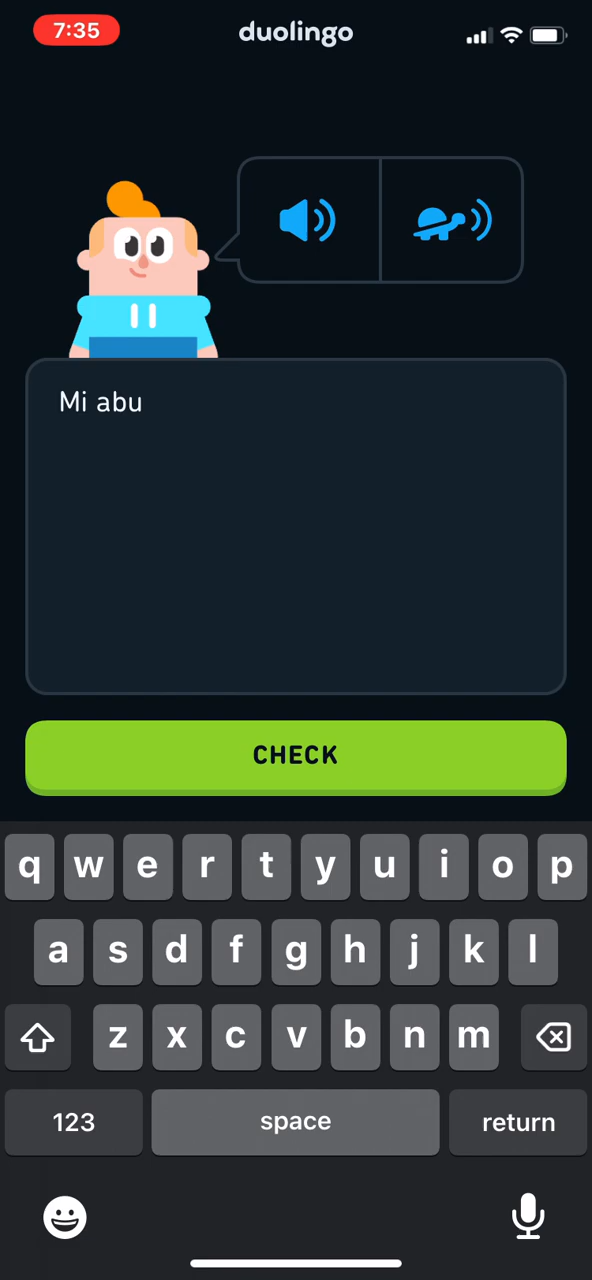 7:35
duolingo
Mi abu
CHECK
q w e r t y u i o p
a s d f g h j k l
z x c v b n m
123 space return